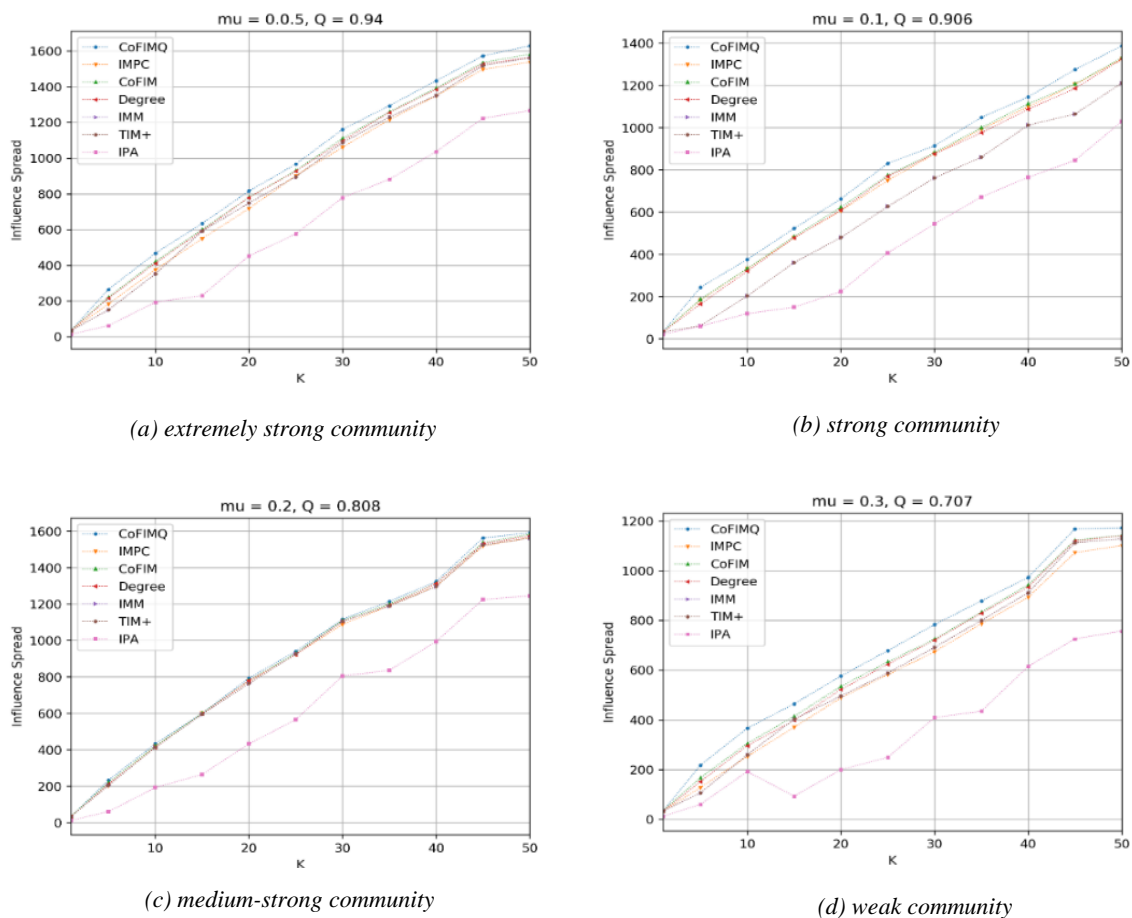 mu = 0.0.5, Q = 0.94
Influence Spread
1600
1400
1200
1000
800
600
400
200
0
CoFIMQ
IMPC
CoFIM
Degree
IMM
TIM+
IPA
10
20
30
40
50
K
(a) extremely strong community
mu = 0.1, Q = 0.906
Influence Spread
1400
1200
1000
800
600
400
200
0
CoFIMQ
IMPC
CoFIM
Degree
IMM
TIM+
IPA
10
20
30
40
50
K
(b) strong community
mu = 0.2, Q = 0.808
Influence Spread
1600
1400
1200
1000
800
600
400
200
0
CoFIMQ
IMPC
CoFIM
Degree
IMM
TIM+
IPA
10
20
30
40
50
K
(c) medium-strong community
mu = 0.3, Q = 0.707
Influence Spread
1200
1000
800
600
400
200
0
CoFIMQ
IMPC
CoFIM
Degree
IMM
TIM+
IPA
10
20
30
40
50
K
(d) weak community